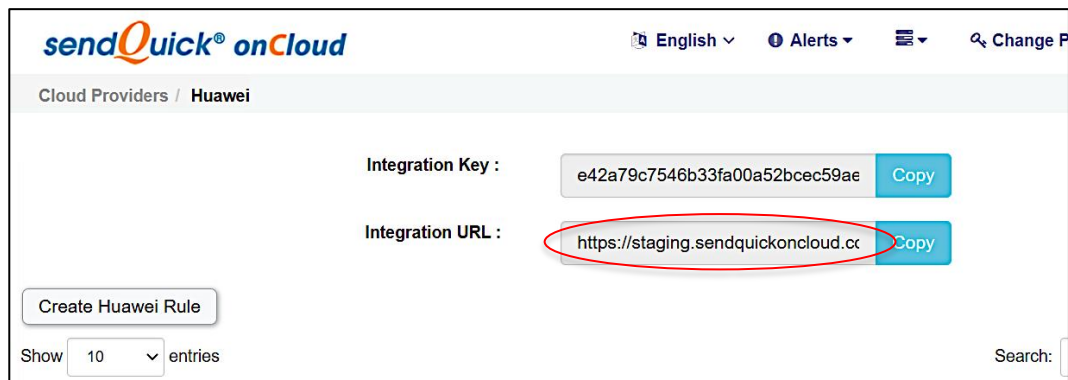 sendQuick® onCloud
English
Alerts
Change P
Cloud Providers / Huawei
Integration Key :
e42a79c7546b33fa00a52bcec59ae
Copy
Integration URL :
https://staging.sendquickoncloud.cc
Copy
Create Huawei Rule
Show 10 entries
Search: